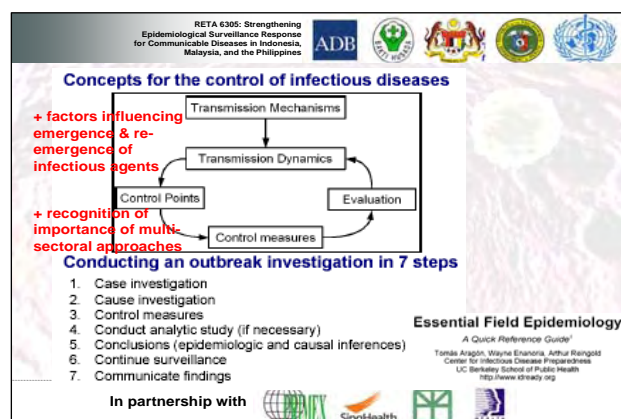 RETA 6305: Strengthening
Epidemiological Surveillance Response
for Communicable Diseases in Indonesia,
Malaysia, and the Philippines
ADB
Concepts for the control of infectious diseases
+ factors influencing
emergence & re-
emergence of
infectious agents
Transmission Mechanisms
Transmission Dynamics
Control Points
Evaluation
+ recognition of
importance of multi-
sectoral approaches
Control measures
Conducting an outbreak investigation in 7 steps
1. Case investigation
2. Cause investigation
3. Control measures
4. Conduct analytic study (if necessary)
5. Conclusions (epidemiologic and causal inferences)
6. Continue surveillance
7. Communicate findings
Essential Field Epidemiology
A Quick Reference Guide¹
Tomás Aragón, Wayne Enanoria, Arthur Reingold
Center for Infectious Disease Preparedness
UC Berkeley School of Public Health
http://www.idready.org
In partnership with
SingHealth